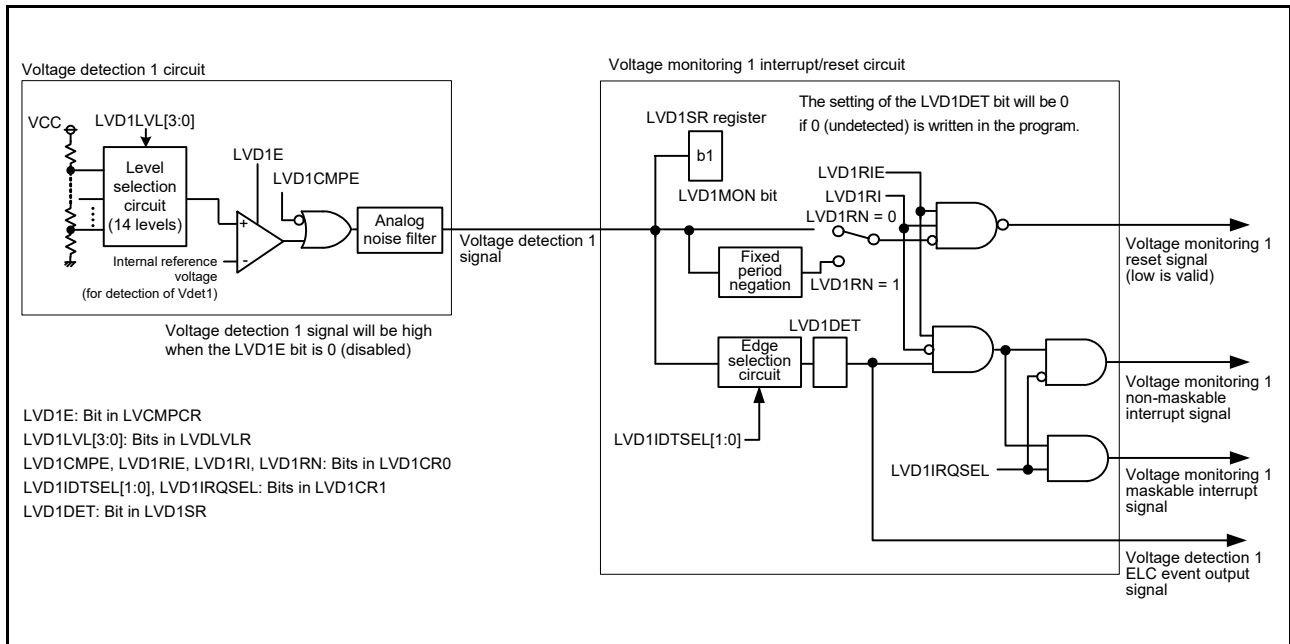 Voltage detection 1 circuit
VCC
LVD1LVL[3:0]
Level
selection
circuit
(14 levels)
LVD1E
LVD1CMPE
+
-
Internal reference
voltage
(for detection of Vdet1)
Analog
noise filter
Voltage detection 1
signal
Voltage detection 1 signal will be high
when the LVD1E bit is 0 (disabled)
Voltage monitoring 1 interrupt/reset circuit
The setting of the LVD1DET bit will be 0
if 0 (undetected) is written in the program.
LVD1SR register
b1
LVD1MON bit
LVD1RIE
LVD1RI
LVD1RN = 0
Fixed
period
negation
LVD1RN = 1
LVD1DET
Edge
selection
circuit
LVD1IDTSEL[1:0]
LVD1IRQSEL
Voltage monitoring 1
reset signal
(low is valid)
Voltage monitoring 1
non-maskable
interrupt signal
Voltage monitoring 1
maskable interrupt
signal
Voltage detection 1
ELC event output
signal
LVD1E: Bit in LVCMPCR
LVD1LVL[3:0]: Bits in LVDLVLR
LVD1CMPE, LVD1RIE, LVD1RI, LVD1RN: Bits in LVD1CR0
LVD1IDTSEL[1:0], LVD1IRQSEL: Bits in LVD1CR1
LVD1DET: Bit in LVD1SR